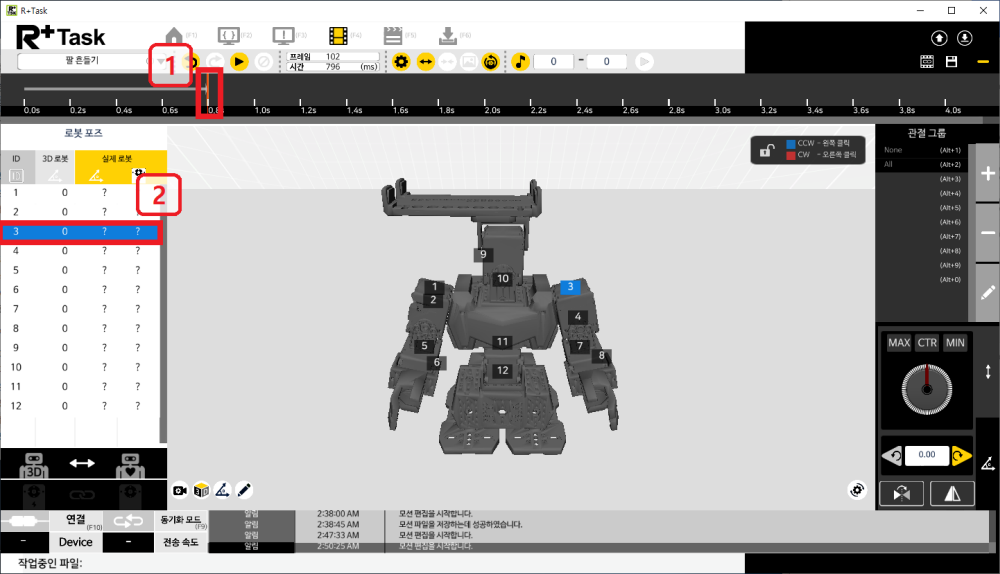 R+Task
R+ Task
(F1) (F2) (F3) (F4) (F5) (F6)
팔 흔들기
프레임 102
시간 796 (ms)
0 - 0
1
0.0s 0.2s 0.4s 0.6s 0.8s 1.0s 1.2s 1.4s 1.6s 1.8s 2.0s 2.2s 2.4s 2.6s 2.8s 3.0s 3.2s 3.4s 3.6s 3.8s 4.0s
로봇 포즈
ID 3D 로봇 실제 로봇
1 0 ?
2 0 ? ?
3 0 ? ?
4 0 ? ?
5 0 ? ?
6 0 ? ?
7 0 ? ?
8 0 ? ?
9 0 ? ?
10 0 ? ?
11 0 ? ?
12 0 ? ?
2
3D
CCW - 왼쪽 클릭
CW - 오른쪽 클릭
9
10
1
2
3
4
11
5
6
7
8
12
3D
관절 그룹
None (Alt+1)
All (Alt+2)
(Alt+3)
(Alt+4)
(Alt+5)
(Alt+6)
(Alt+7)
(Alt+8)
(Alt+9)
(Alt+0)
MAX CTR MIN
0.00
연결 (F10)
동기화 모드 (F9)
- Device - 전송 속도
알림 2:38:00 AM 모션 편집을 시작합니다.
알림 2:38:45 AM 모션 파일을 저장하는데 성공하였습니다.
알림 2:47:33 AM 모션 편집을 시작합니다.
알림 2:50:25 AM 모션 편집을 시작합니다.
작업중인 파일: